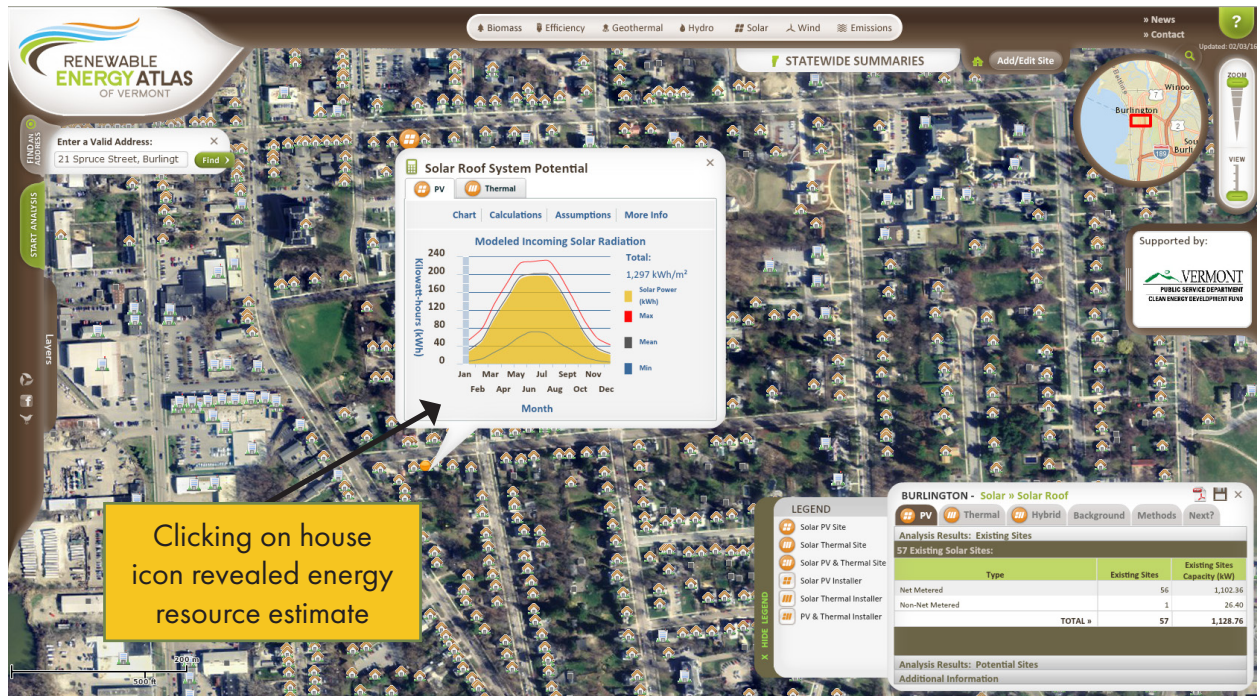 RENEWABLE
ENERGY ATLAS
OF VERMONT
Biomass Efficiency Geothermal Hydro Solar Wind Emissions
» News
» Contact
?
Updated: 02/03/16
STATEWIDE SUMMARIES
Add/Edit Site
Burlington
Winoo
7
2
189
Sou
Burli
ZOOM
VIEW
FIND AN
ADDRESS
Enter a Valid Address:
21 Spruce Street, Burlingt
Find
START ANALYSIS
Layers
Solar Roof System Potential
PV Thermal
Chart Calculations Assumptions More Info
Modeled Incoming Solar Radiation
Kilowatt-hours (kWh)
240
200
160
120
80
40
0
Jan Mar May Jul Sept Nov
Feb Apr Jun Aug Oct Dec
Month
Total:
1,297 kWh/m²
Solar Power
(kWh)
Max
Mean
Min
Supported by:
VERMONT
PUBLIC SERVICE DEPARTMENT
CLEAN ENERGY DEVELOPMENT FUND
Clicking on house
icon revealed energy
resource estimate
200 m
500 ft
X HIDE LEGEND
LEGEND
Solar PV Site
Solar Thermal Site
Solar PV & Thermal Site
Solar PV Installer
Solar Thermal Installer
PV & Thermal Installer
BURLINGTON - Solar » Solar Roof
PV Thermal Hybrid Background Methods Next?
Analysis Results: Existing Sites
57 Existing Solar Sites:
Type Existing Sites Existing Sites
Capacity (kW)
Net Metered 56 1,102.36
Non-Net Metered 1 26.40
TOTAL » 57 1,128.76
Analysis Results: Potential Sites
Additional Information